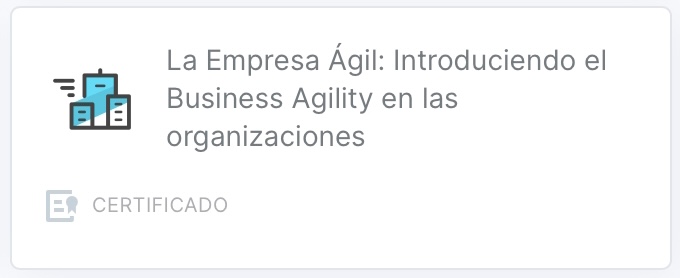 La Empresa Ágil: Introduciendo el
Business Agility en las
organizaciones
CERTIFICADO